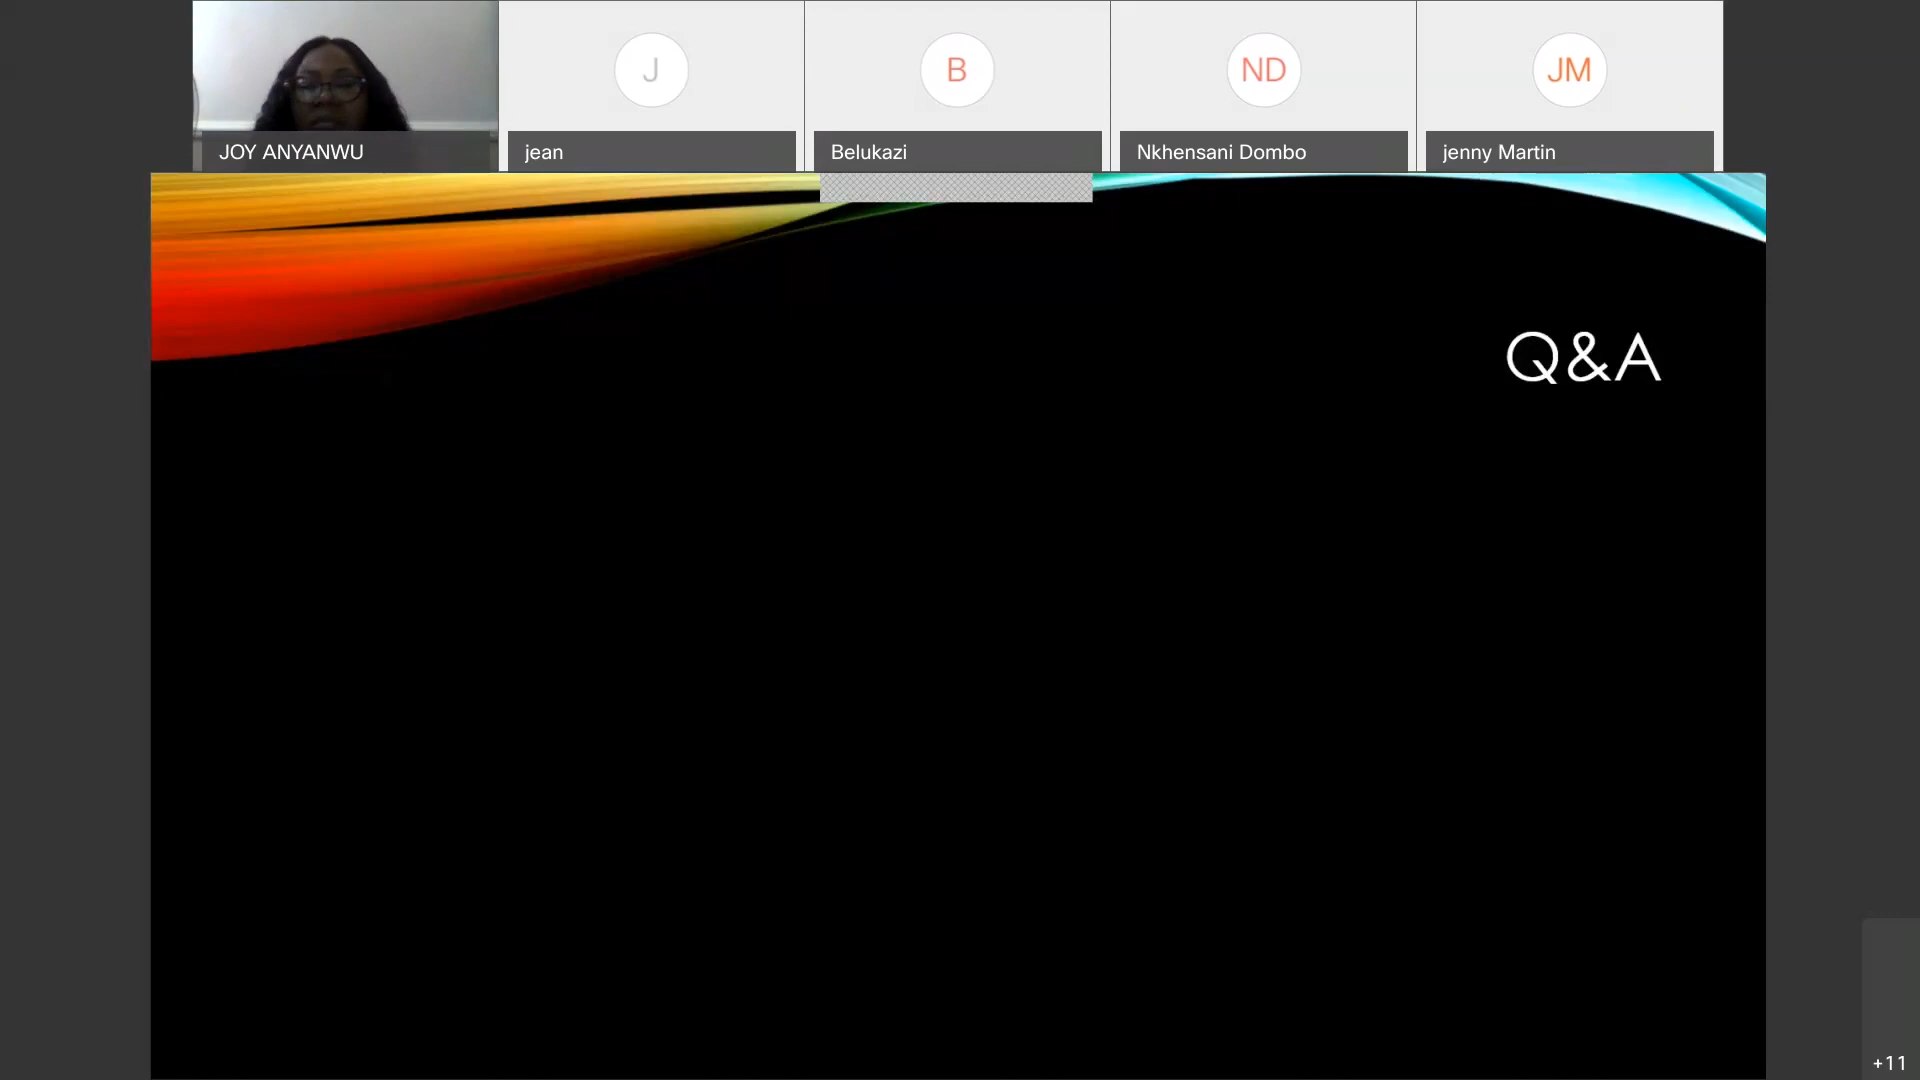 J
B
ND
JM
JOY ANYANWU
jean
Belukazi
Nkhensani Dombo
jenny Martin
Q&A
+11